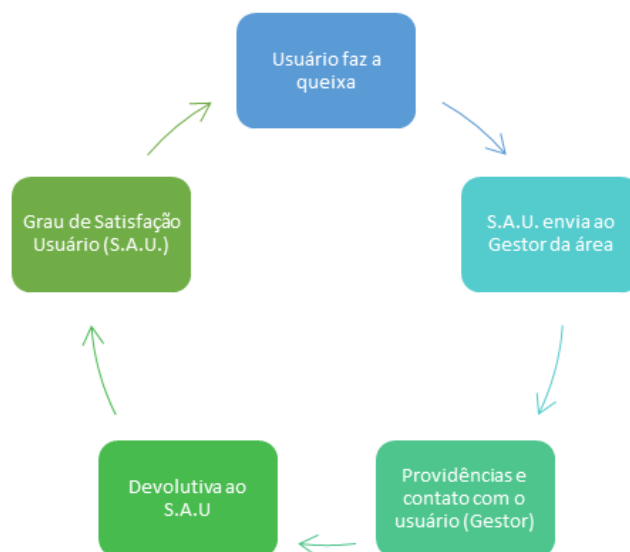 Usuário faz a
queixa
S.A.U. envia ao
Gestor da área
Providências e
contato com o
usuário (Gestor)
Devolutiva ao
S.A.U
Grau de Satisfação
Usuário (S.A.U.)